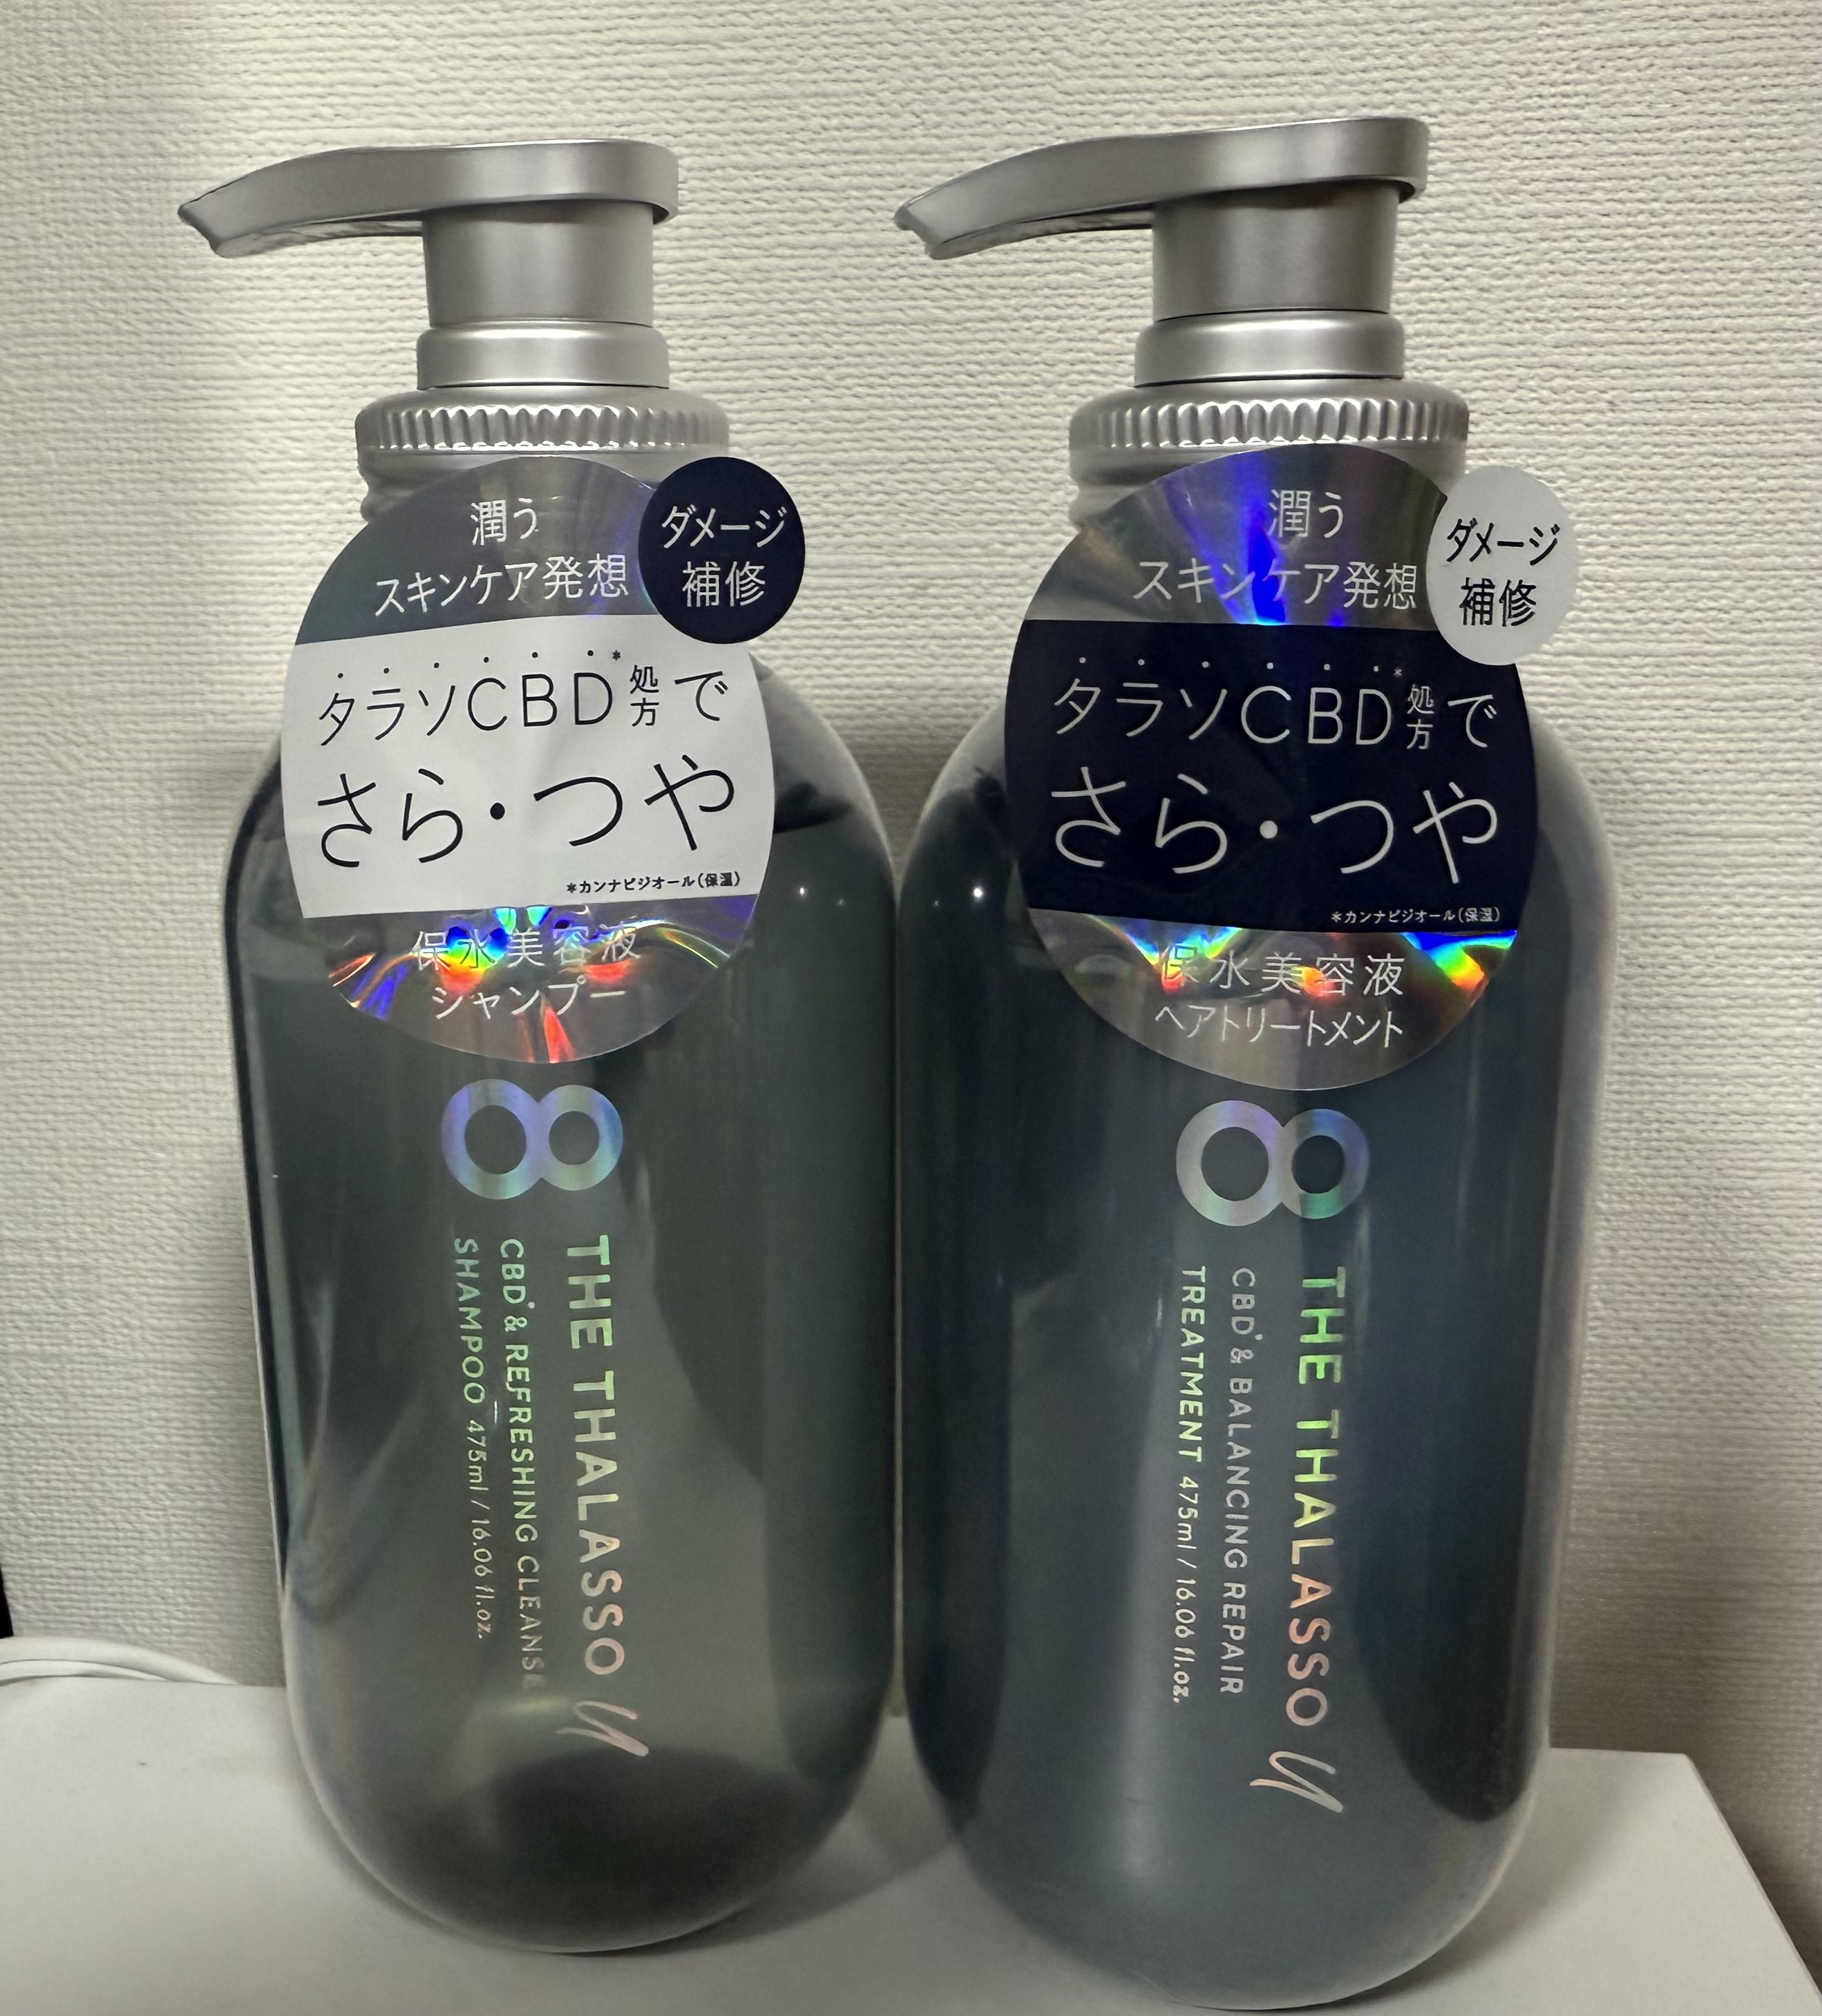 潤う
スキンケア発想
ダメージ
補修
タラソCBD*処方で
さら・つや
*カンナビジオール(保湿)
保水美容液
シャンプー
8 THE THALASSO u
CBD* & REFRESHING CLEANSE
SHAMPOO 475ml / 16.06 fl.oz.
潤う
スキンケア発想
ダメージ
補修
タラソCBD*処方で
さら・つや
*カンナビジオール(保湿)
保水美容液
ヘアトリートメント
8 THE THALASSO u
CBD* & BALANCING REPAIR
TREATMENT 475ml / 16.06 fl.oz.